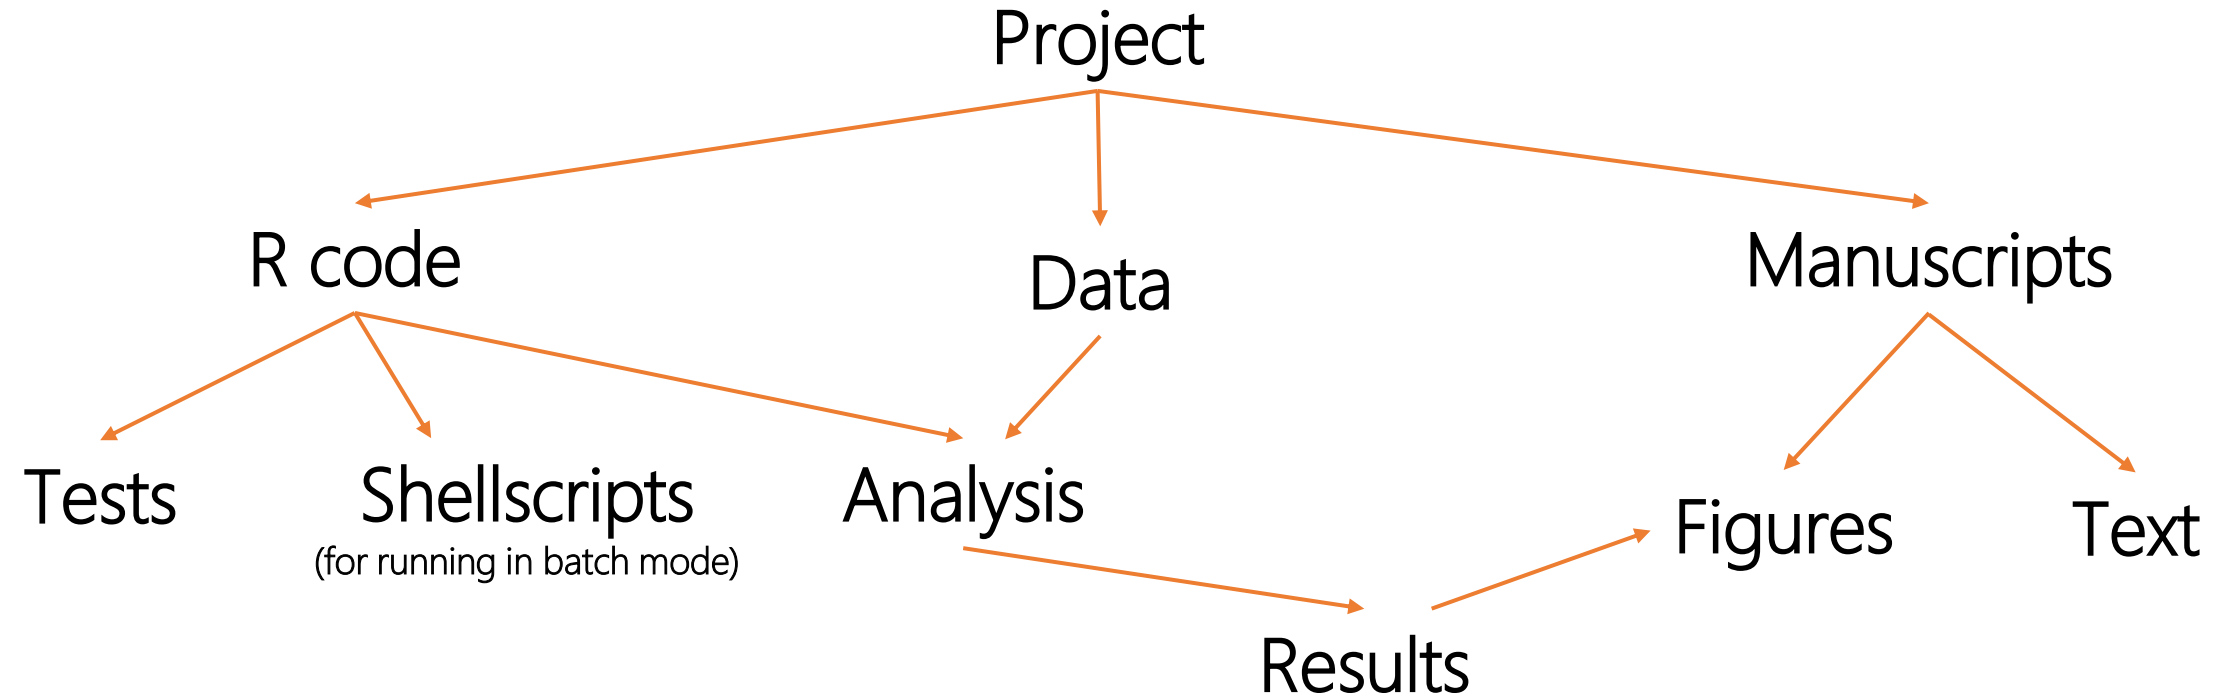 Project
R code
Data
Manuscripts
Tests
Shellscripts
(for running in batch mode)
Analysis
Figures
Text
Results